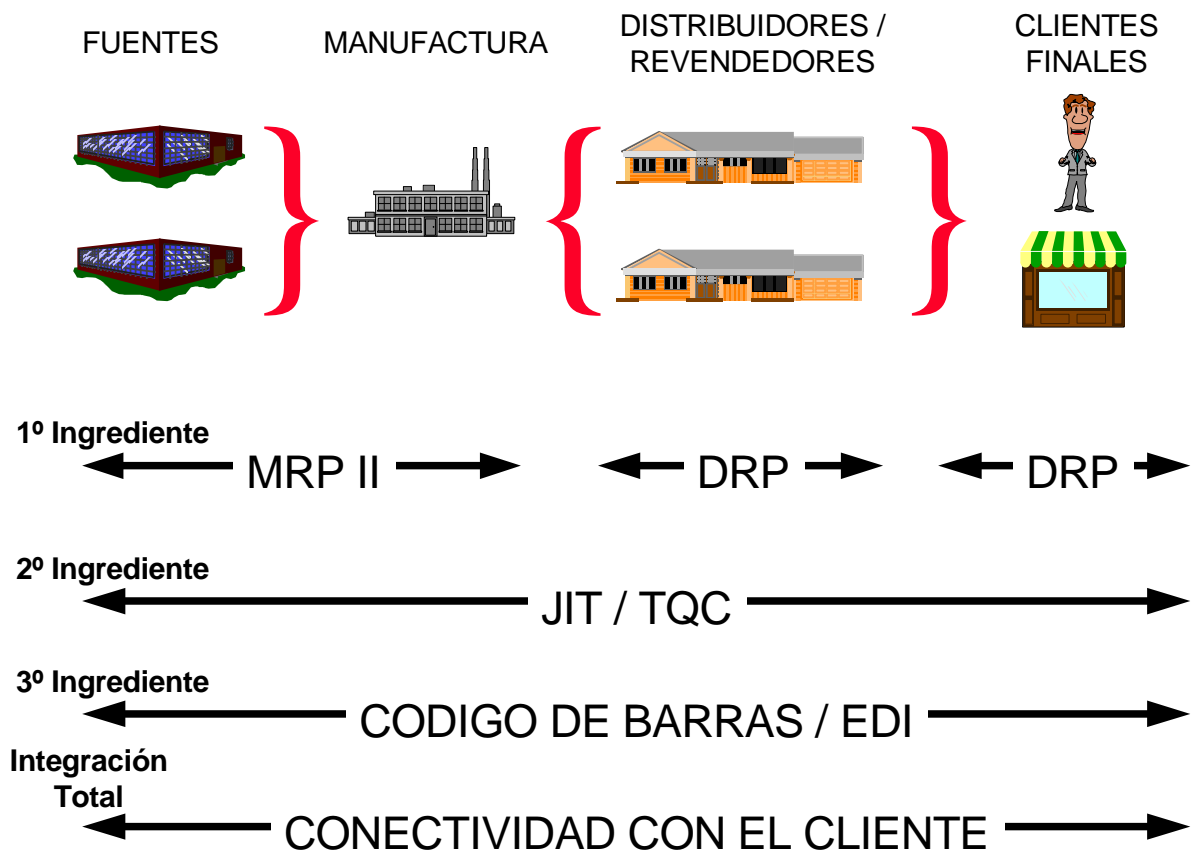 FUENTES
MANUFACTURA
DISTRIBUIDORES /
REVENDEDORES
CLIENTES
FINALES
1º Ingrediente
MRP II
DRP
DRP
2º Ingrediente
JIT / TQC
3º Ingrediente
CODIGO DE BARRAS / EDI
Integración
Total
CONECTIVIDAD CON EL CLIENTE